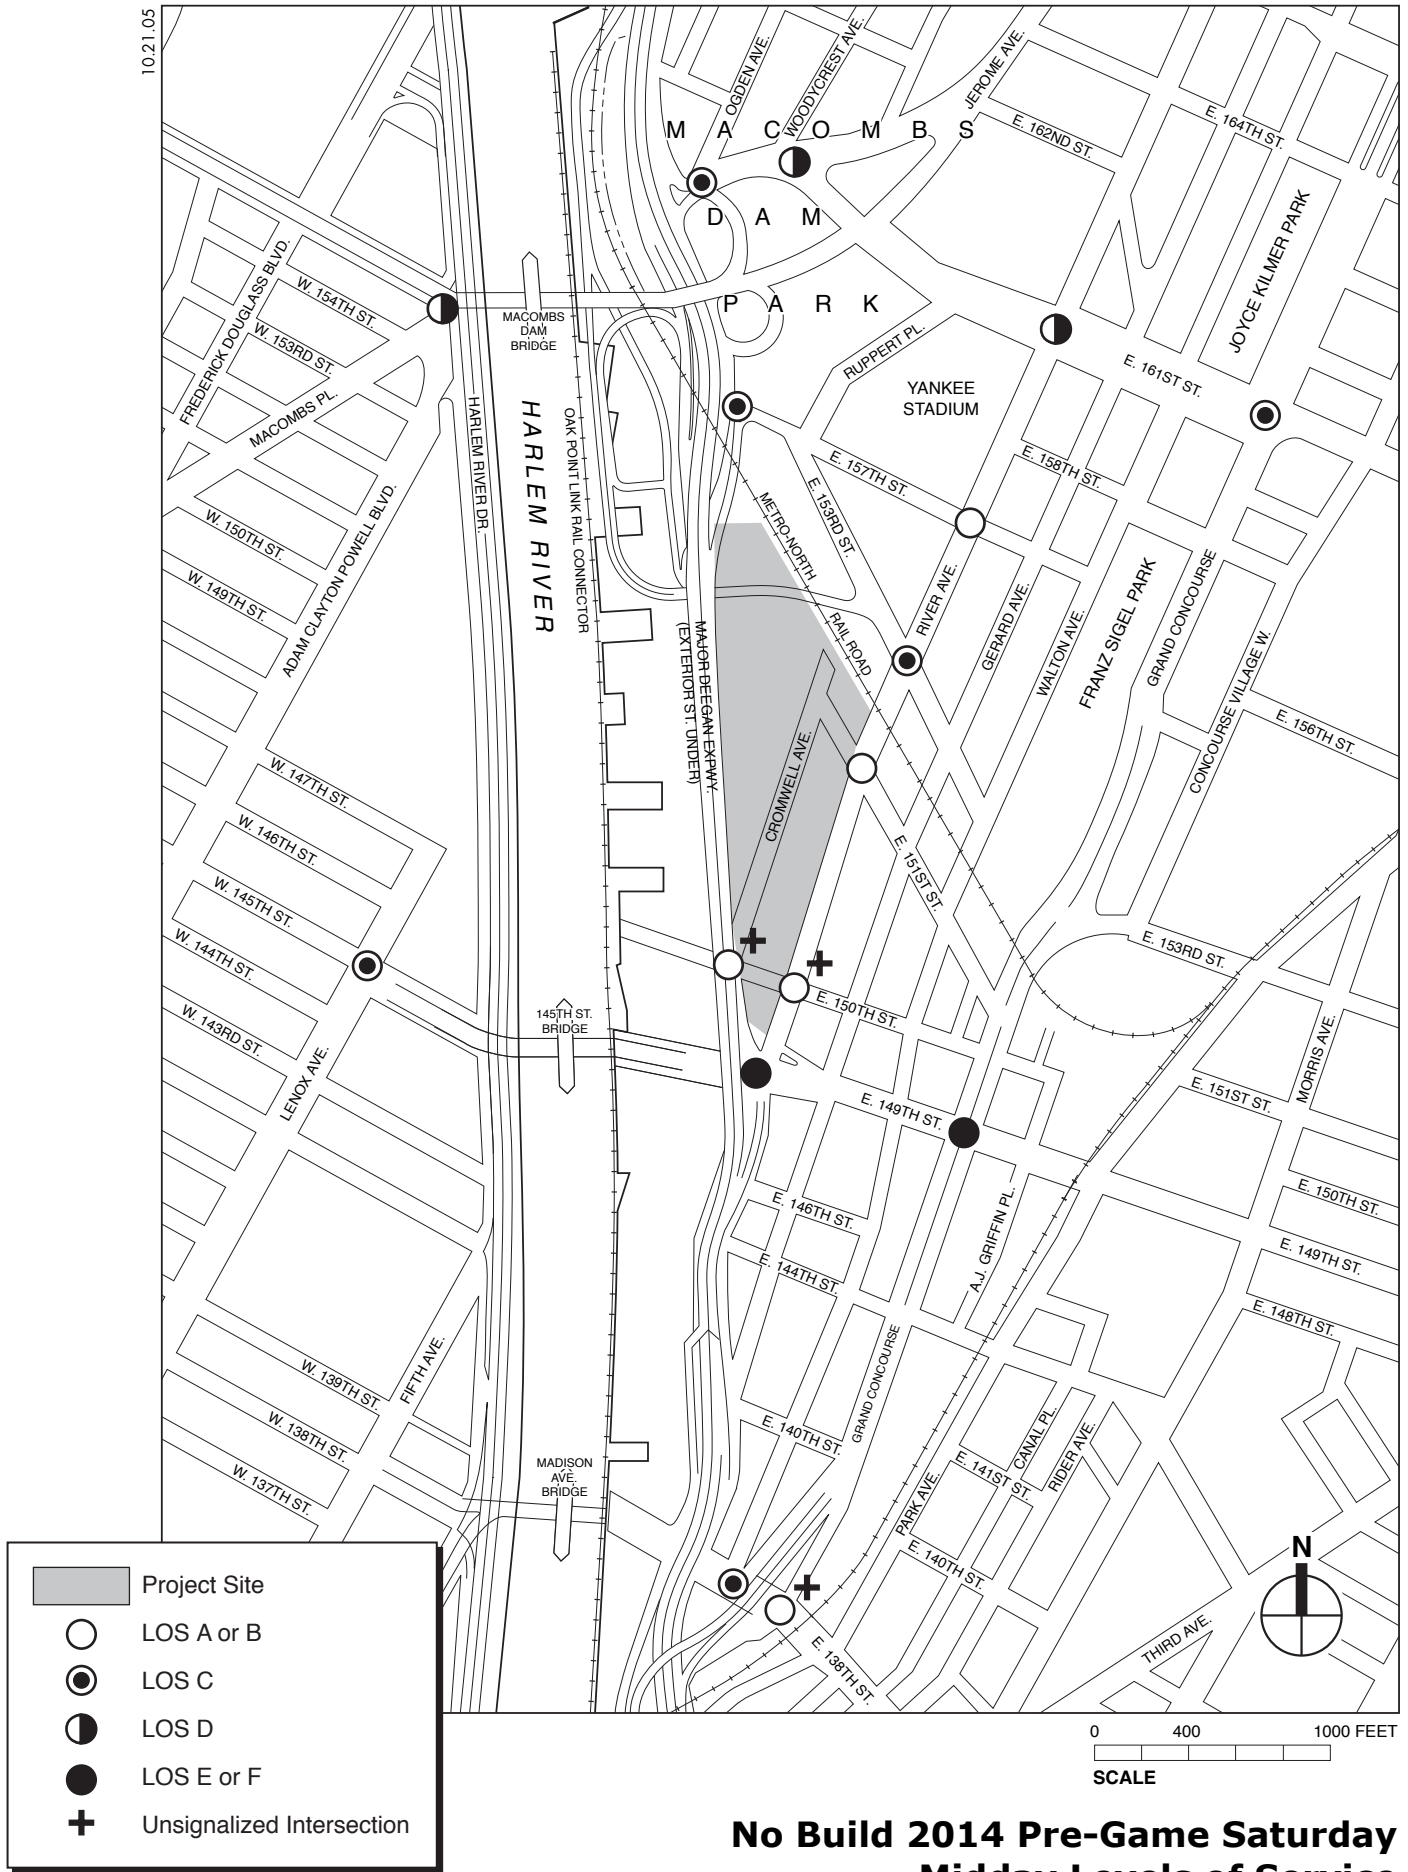 10.21.05
OGDEN AVE.
WOODYCREST AVE.
JEROME AVE.
MACOMBS
DAM
PARK
E. 162ND ST.
E. 164TH ST.
JOYCE KILMER PARK
FREDERICK DOUGLASS BLVD.
W. 154TH ST.
W. 153RD ST.
MACOMBS PL.
MACOMBS
DAM
BRIDGE
RUPPERT PL.
YANKEE
STADIUM
E. 161ST ST.
HARLEM RIVER DR.
HARLEM RIVER
OAK POINT LINK RAIL CONNECTOR
E. 157TH ST.
E. 158TH ST.
E. 153RD ST.
METRO-NORTH
RAILROAD
W. 150TH ST.
W. 149TH ST.
ADAM CLAYTON POWELL BLVD.
MAJOR DEEGAN EXPWY.
(EXTERIOR ST. UNDER)
RIVER AVE.
GERARD AVE.
WALTON AVE.
FRANZ SIGEL PARK
GRAND CONCOURSE
CONCOURSE VILLAGE W.
E. 156TH ST.
CROMWELL AVE.
W. 147TH ST.
W. 146TH ST.
W. 145TH ST.
W. 144TH ST.
W. 143RD ST.
LENOX AVE.
E. 151ST ST.
E. 153RD ST.
145TH ST.
BRIDGE
E. 150TH ST.
E. 149TH ST.
MORRIS AVE.
E. 151ST ST.
E. 150TH ST.
E. 149TH ST.
E. 148TH ST.
E. 146TH ST.
E. 144TH ST.
A.J. GRIFFIN PL.
GRAND CONCOURSE
FIFTH AVE.
W. 139TH ST.
W. 138TH ST.
W. 137TH ST.
MADISON
AVE.
BRIDGE
E. 140TH ST.
CANAL PL.
RIDER AVE.
E. 141ST ST.
PARK AVE.
E. 140TH ST.
E. 138TH ST.
THIRD AVE.
N
Project Site
LOS A or B
LOS C
LOS D
LOS E or F
Unsignalized Intersection
0 400 1000 FEET
SCALE
No Build 2014 Pre-Game Saturday
Midday Levels of Service